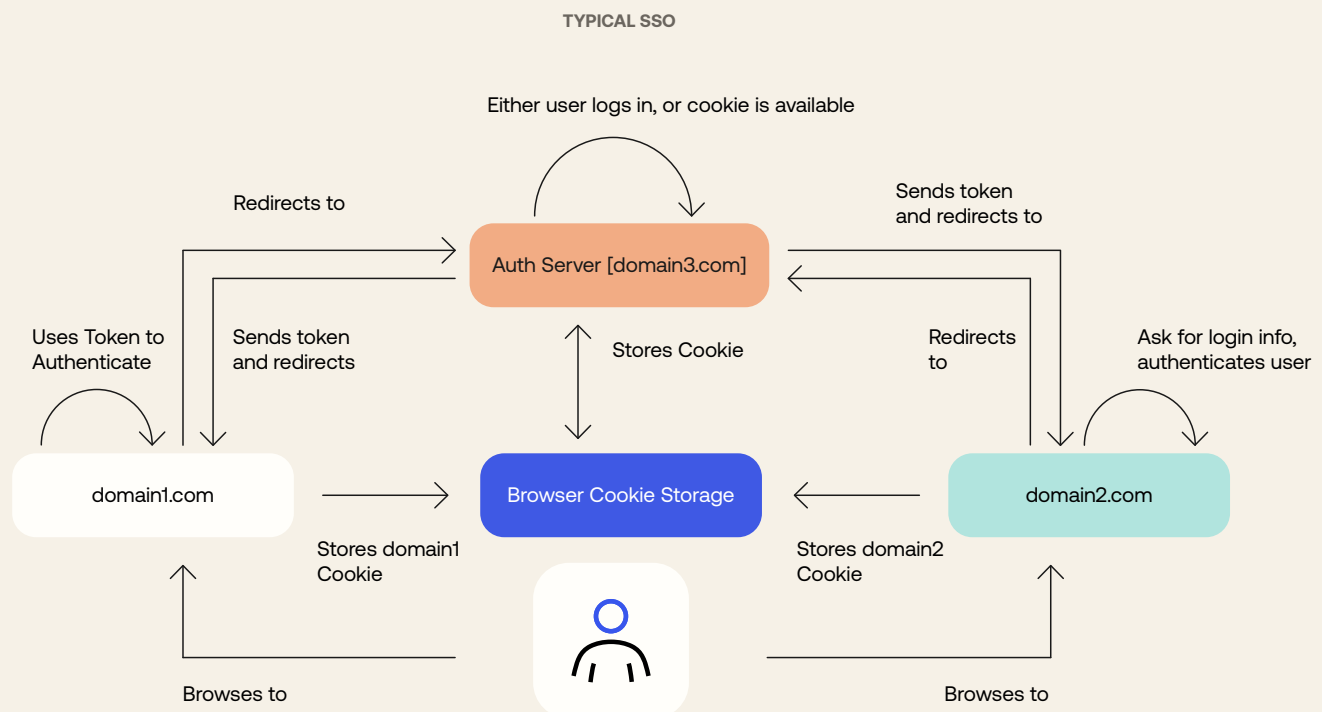 TYPICAL SSO
Either user logs in, or cookie is available
Redirects to
Sends token
and redirects to
Auth Server [domain3.com]
Uses Token to
Authenticate
Sends token
and redirects
Stores Cookie
Redirects
to
Ask for login info,
authenticates user
domain1.com
Browser Cookie Storage
domain2.com
Stores domain1
Cookie
Stores domain2
Cookie
Browses to
Browses to